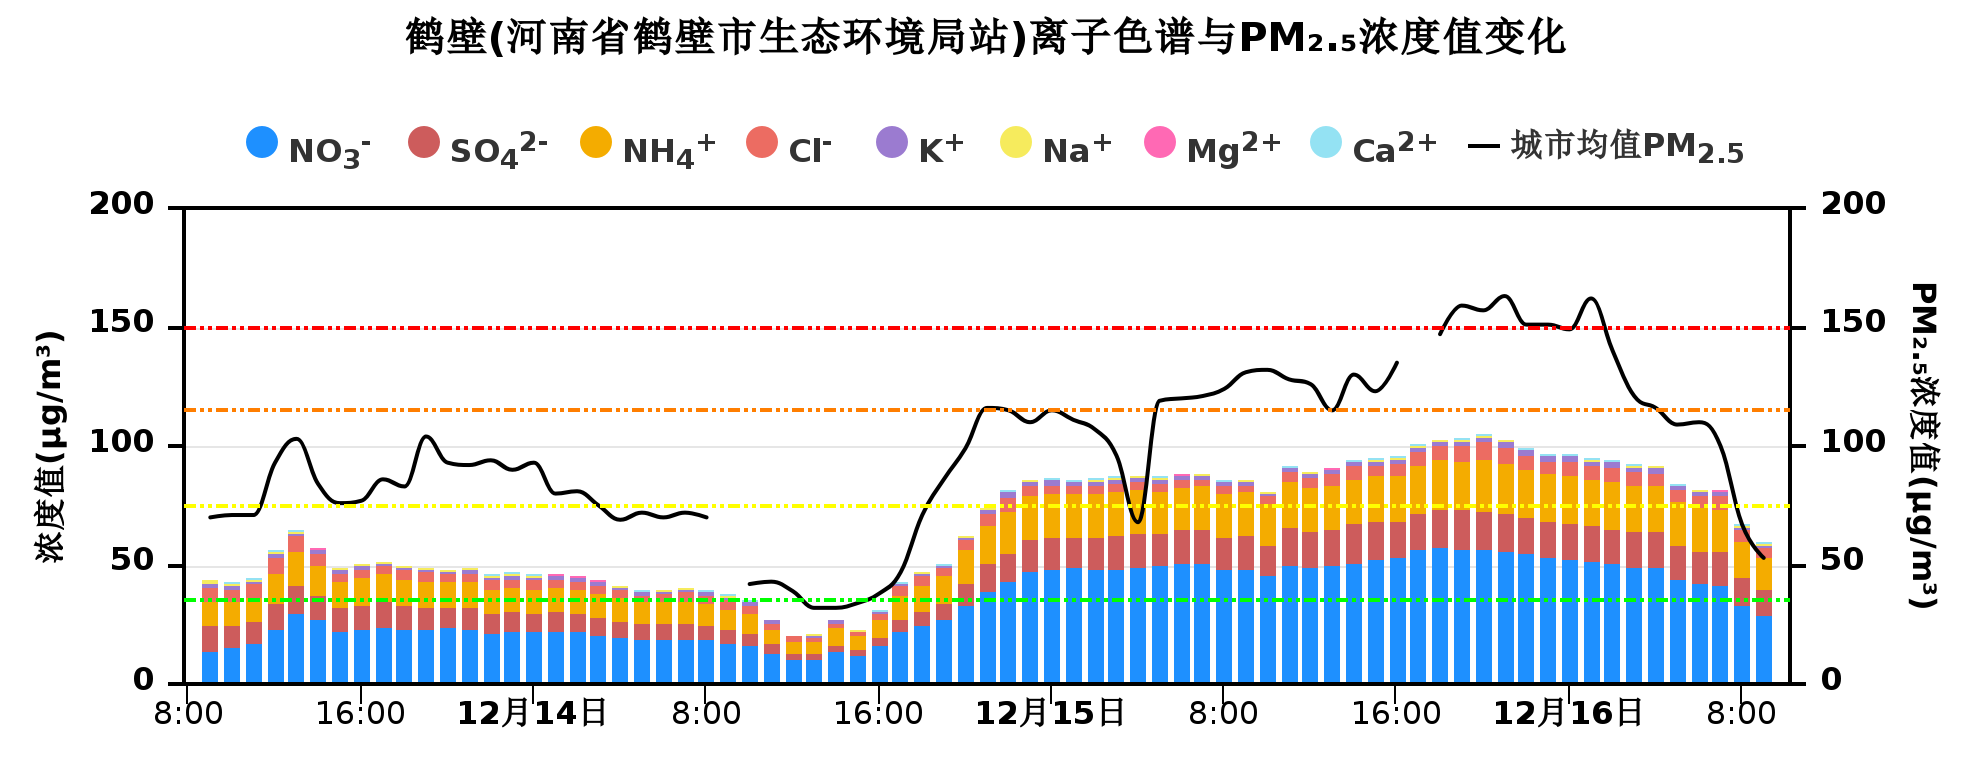 鹤壁(河南省鹤壁市生态环境局站)离子色谱与PM₂.₅浓度值变化
NO₃⁻ SO₄²⁻ NH₄⁺ Cl⁻ K⁺ Na⁺ Mg²⁺ Ca²⁺ 城市均值PM₂.₅
浓度值(μg/m³)
200
150
100
50
0
200
150
100
50
0
PM₂.₅浓度值(μg/m³)
8:00 16:00 12月14日 8:00 16:00 12月15日 8:00 16:00 12月16日 8:00